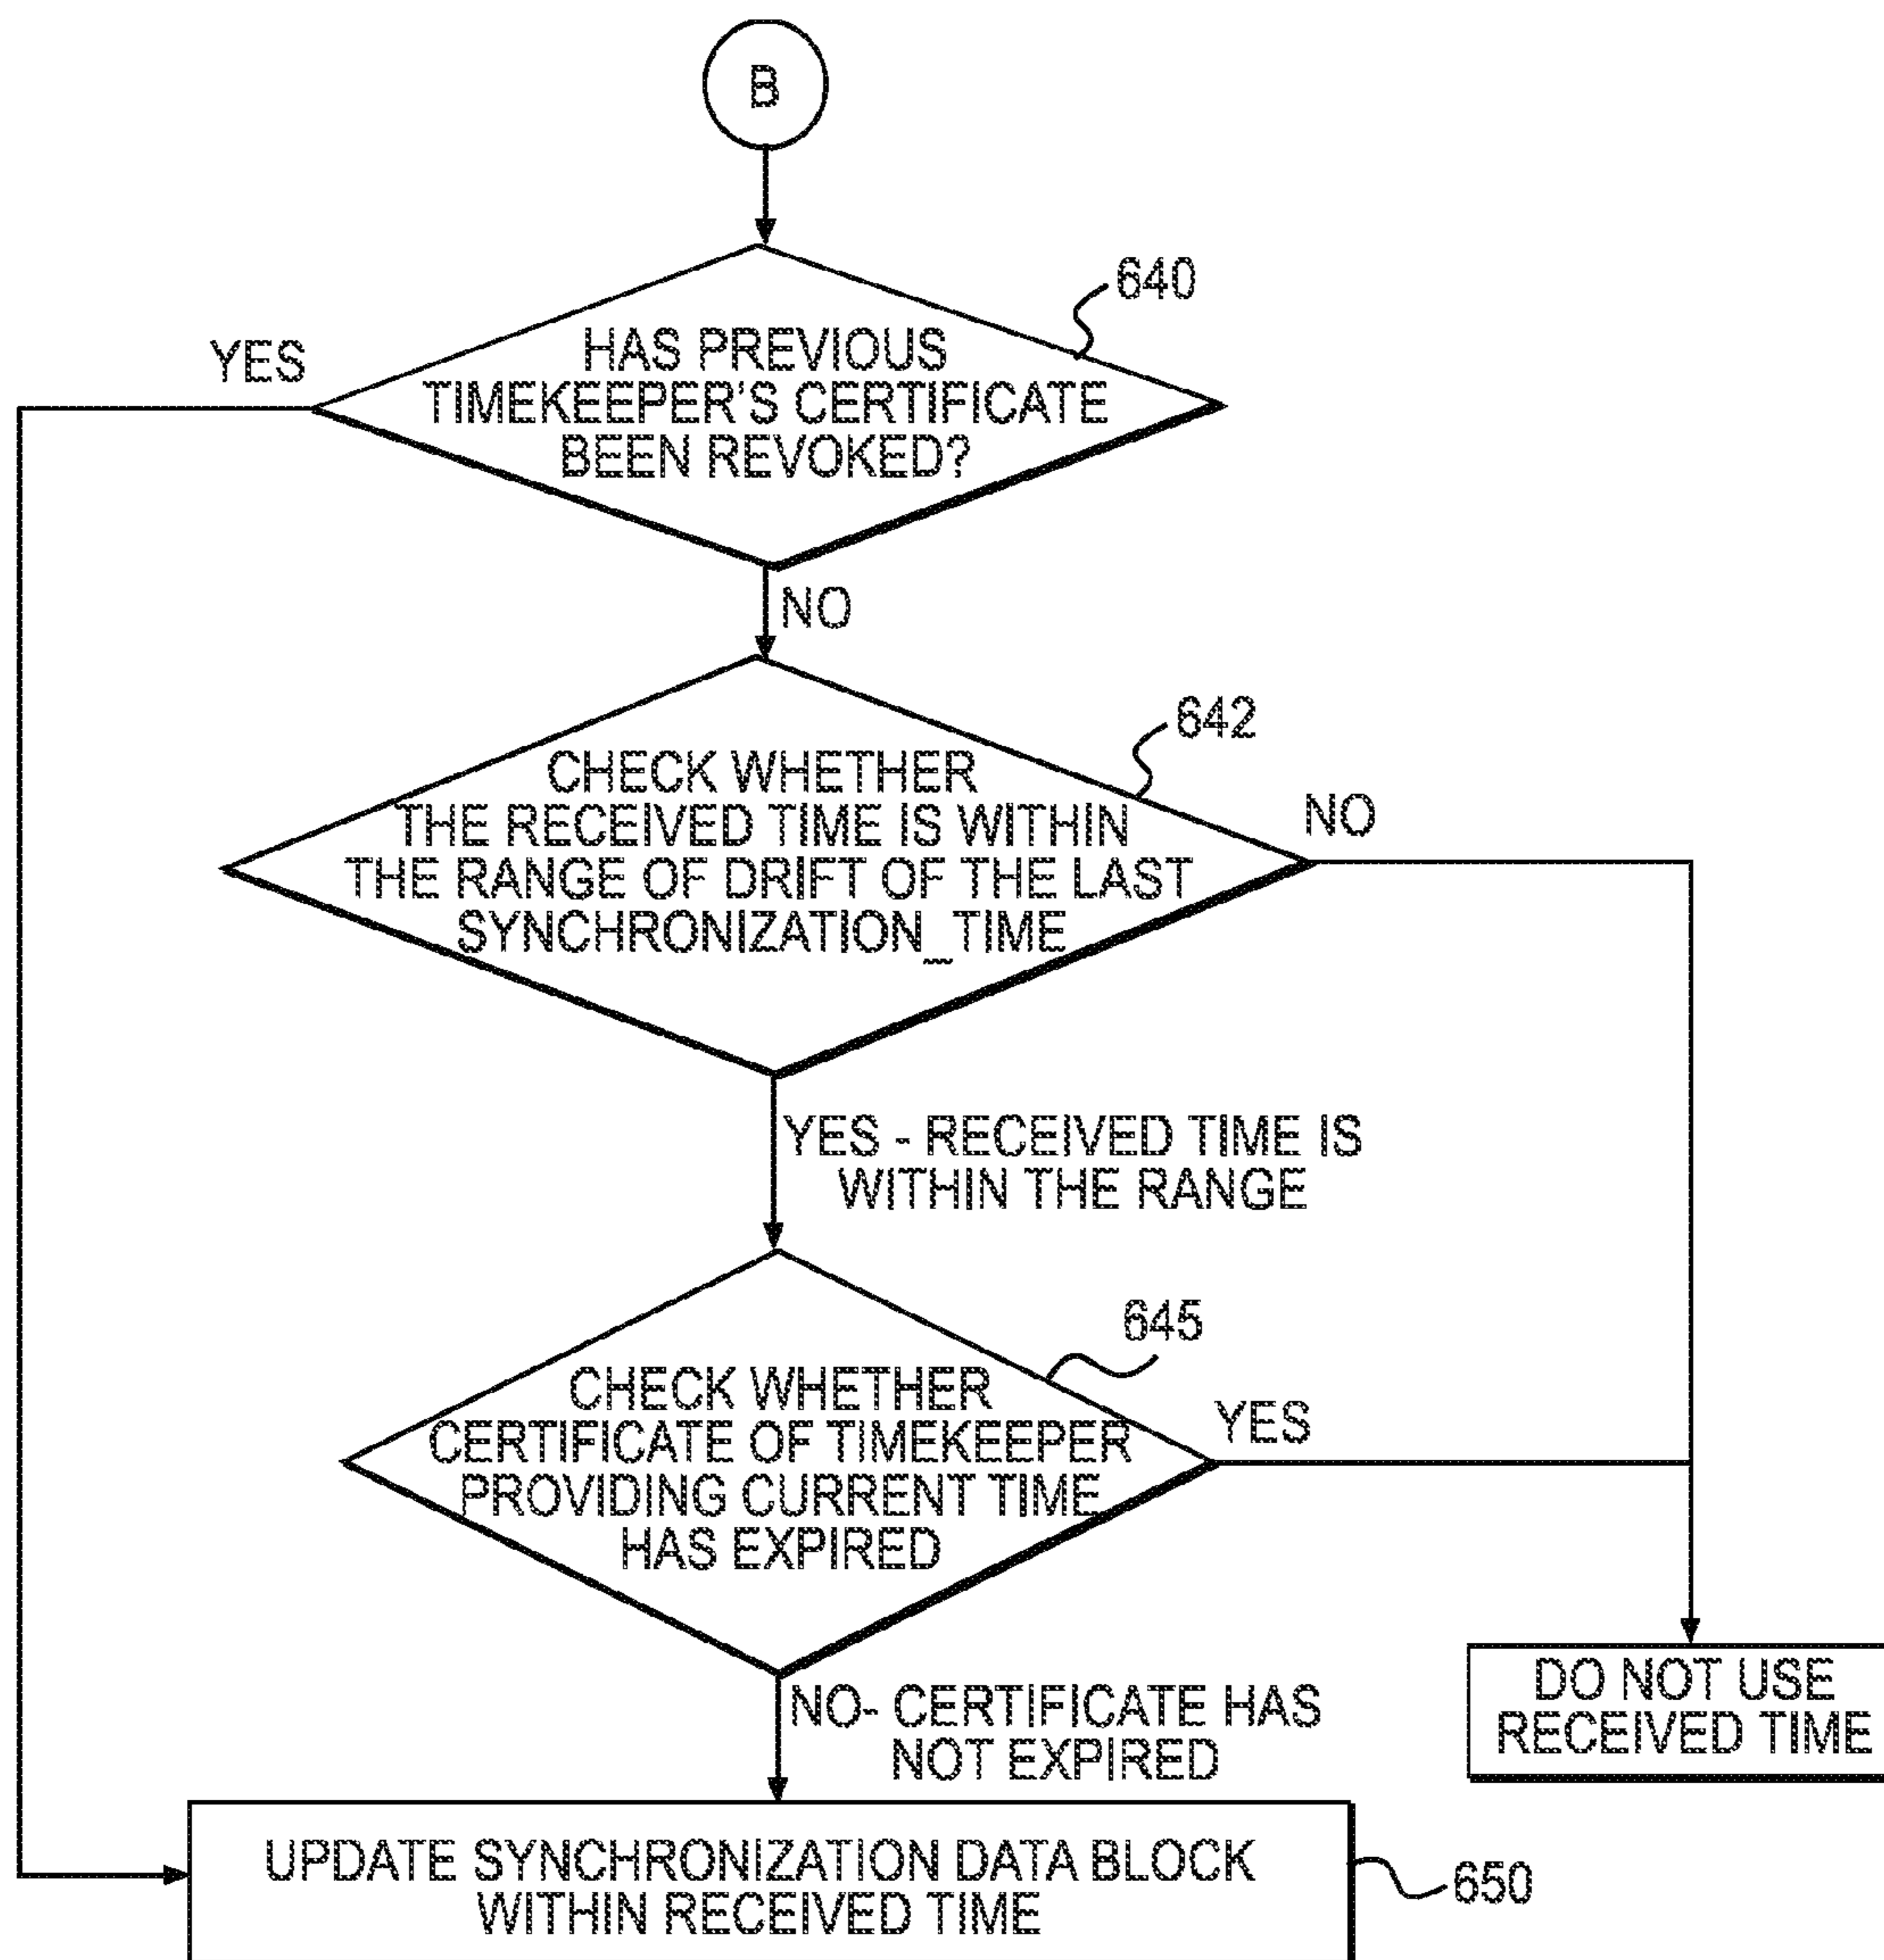 B
640
HAS PREVIOUS
TIMEKEEPER'S CERTIFICATE
BEEN REVOKED?
YES
NO
642
CHECK WHETHER
THE RECEIVED TIME IS WITHIN
THE RANGE OF DRIFT OF THE LAST
SYNCHRONIZATION_TIME
NO
YES - RECEIVED TIME IS
WITHIN THE RANGE
645
CHECK WHETHER
CERTIFICATE OF TIMEKEEPER
PROVIDING CURRENT TIME
HAS EXPIRED
YES
NO- CERTIFICATE HAS
NOT EXPIRED
DO NOT USE
RECEIVED TIME
UPDATE SYNCHRONIZATION DATA BLOCK
WITHIN RECEIVED TIME
650